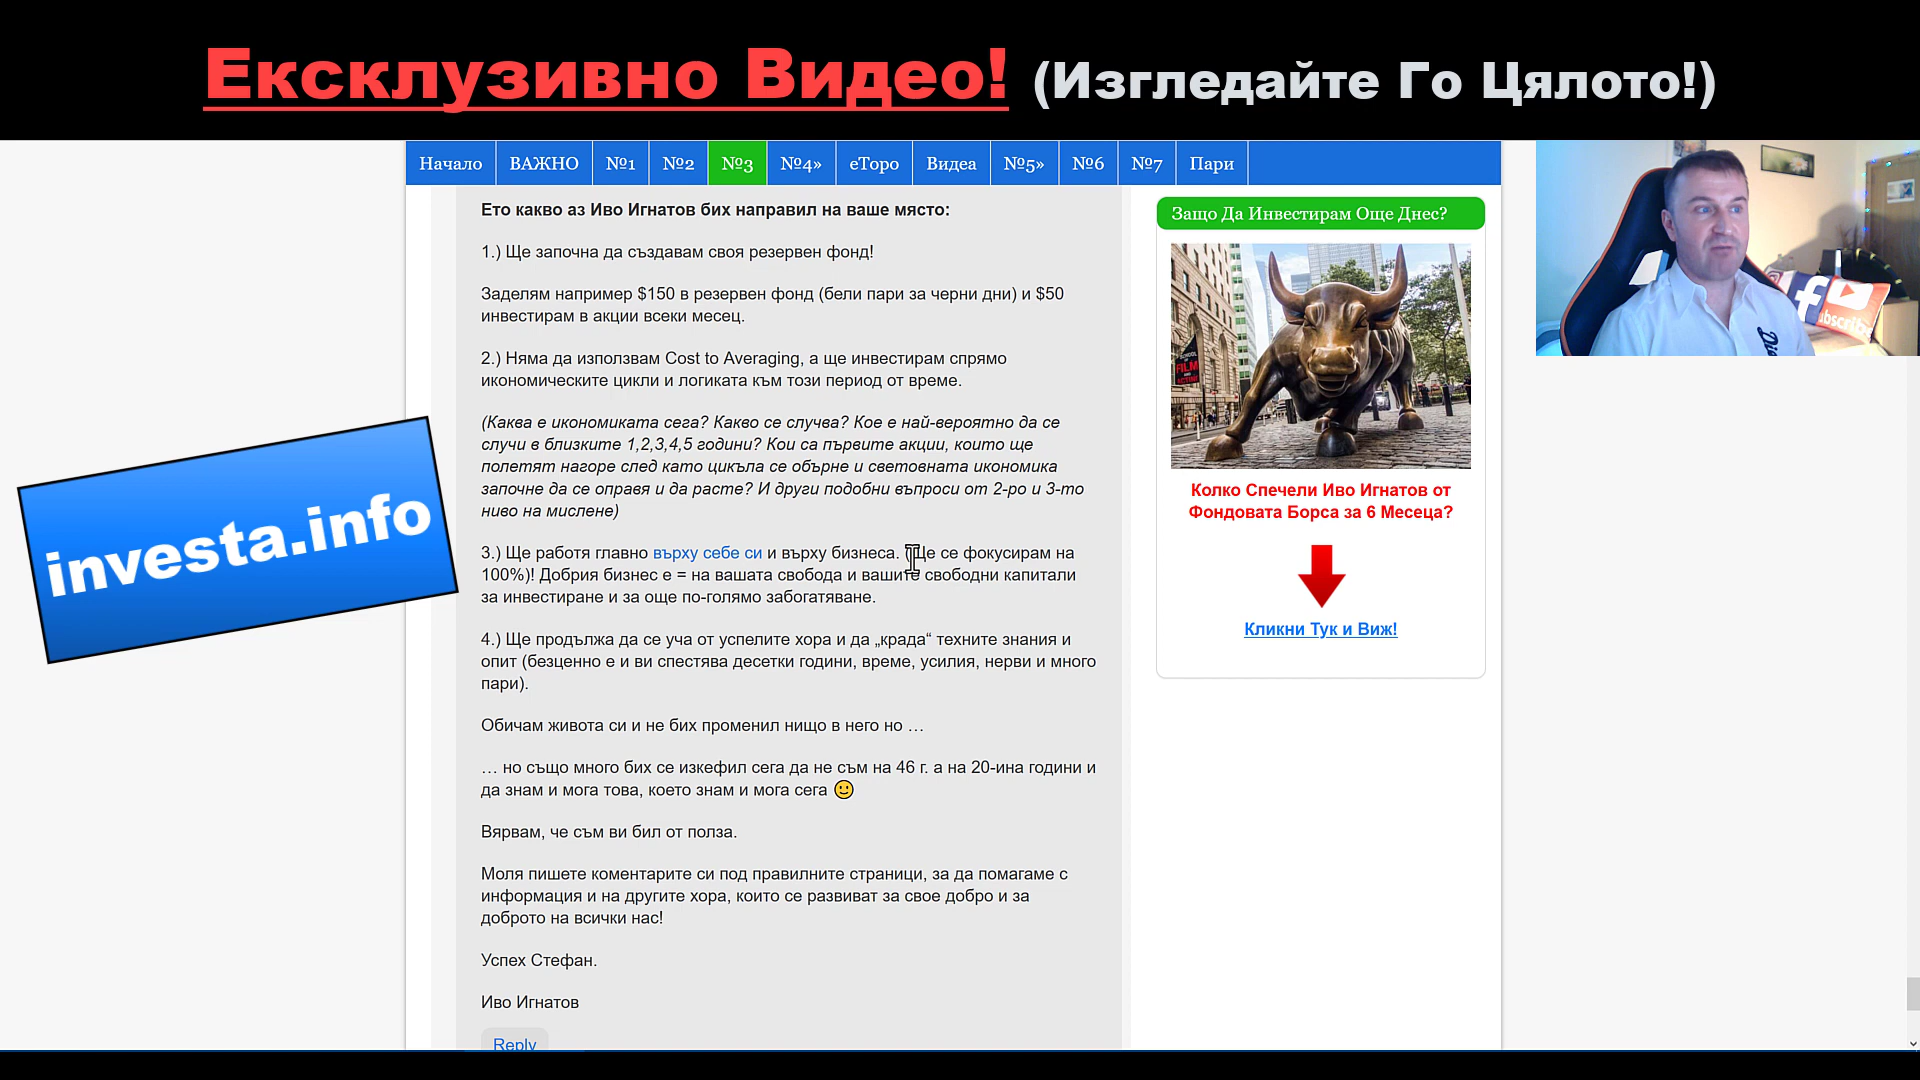 Ексклузивно Видео! (Изгледайте Го Цялото!)
Начало ВАЖНО №1 №2 №3 №4» еТоро Видеа №5» №6 №7 Пари
Ето какво аз Иво Игнатов бих направил на ваше място:
1.) Ще започна да създавам своя резервен фонд!
Заделям например $150 в резервен фонд (бели пари за черни дни) и $50
инвестирам в акции всеки месец.
2.) Няма да използвам Cost to Averaging, а ще инвестирам спрямо
икономическите цикли и логиката към този период от време.
(Каква е икономиката сега? Какво се случва? Кое е най-вероятно да се
случи в близките 1,2,3,4,5 години? Кои са първите акции, които ще
полетят нагоре след като цикъла се обърне и световната икономика
започне да се оправя и да расте? И други подобни въпроси от 2-ро и 3-то
ниво на мислене)
3.) Ще работя главно върху себе си и върху бизнеса. (Ще се фокусирам на
100%)! Добрия бизнес е = на вашата свобода и вашите свободни капитали
за инвестиране и за още по-голямо забогатяване.
4.) Ще продължа да се уча от успелите хора и да „крада“ техните знания и
опит (безценно е и ви спестява десетки години, време, усилия, нерви и много
пари).
Обичам живота си и не бих променил нищо в него но …
… но също много бих се изкефил сега да не съм на 46 г. а на 20-ина години и
да знам и мога това, което знам и мога сега 🙂
Вярвам, че съм ви бил от полза.
Моля пишете коментарите си под правилните страници, за да помагаме с
информация и на другите хора, които се развиват за свое добро и за
доброто на всички нас!
Успех Стефан.
Иво Игнатов
Reply
investa.info
Защо Да Инвестирам Още Днес?
FILM
Колко Спечели Иво Игнатов от
Фондовата Борса за 6 Месеца?
Кликни Тук и Виж!